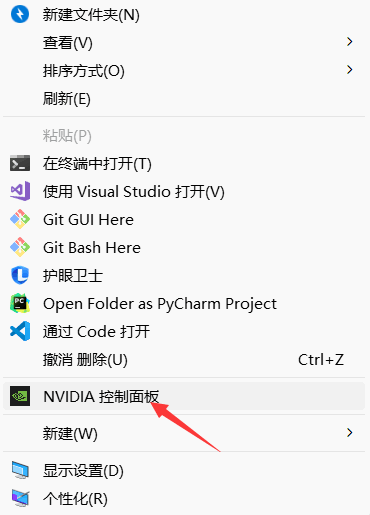 新建文件夹(N)
查看(V)
排序方式(O)
刷新(E)
粘贴(P)
在终端中打开(T)
使用 Visual Studio 打开(V)
Git GUI Here
Git Bash Here
护眼卫士
Open Folder as PyCharm Project
通过 Code 打开
撤消 删除(U) Ctrl+Z
NVIDIA 控制面板
新建(W)
显示设置(D)
个性化(R)